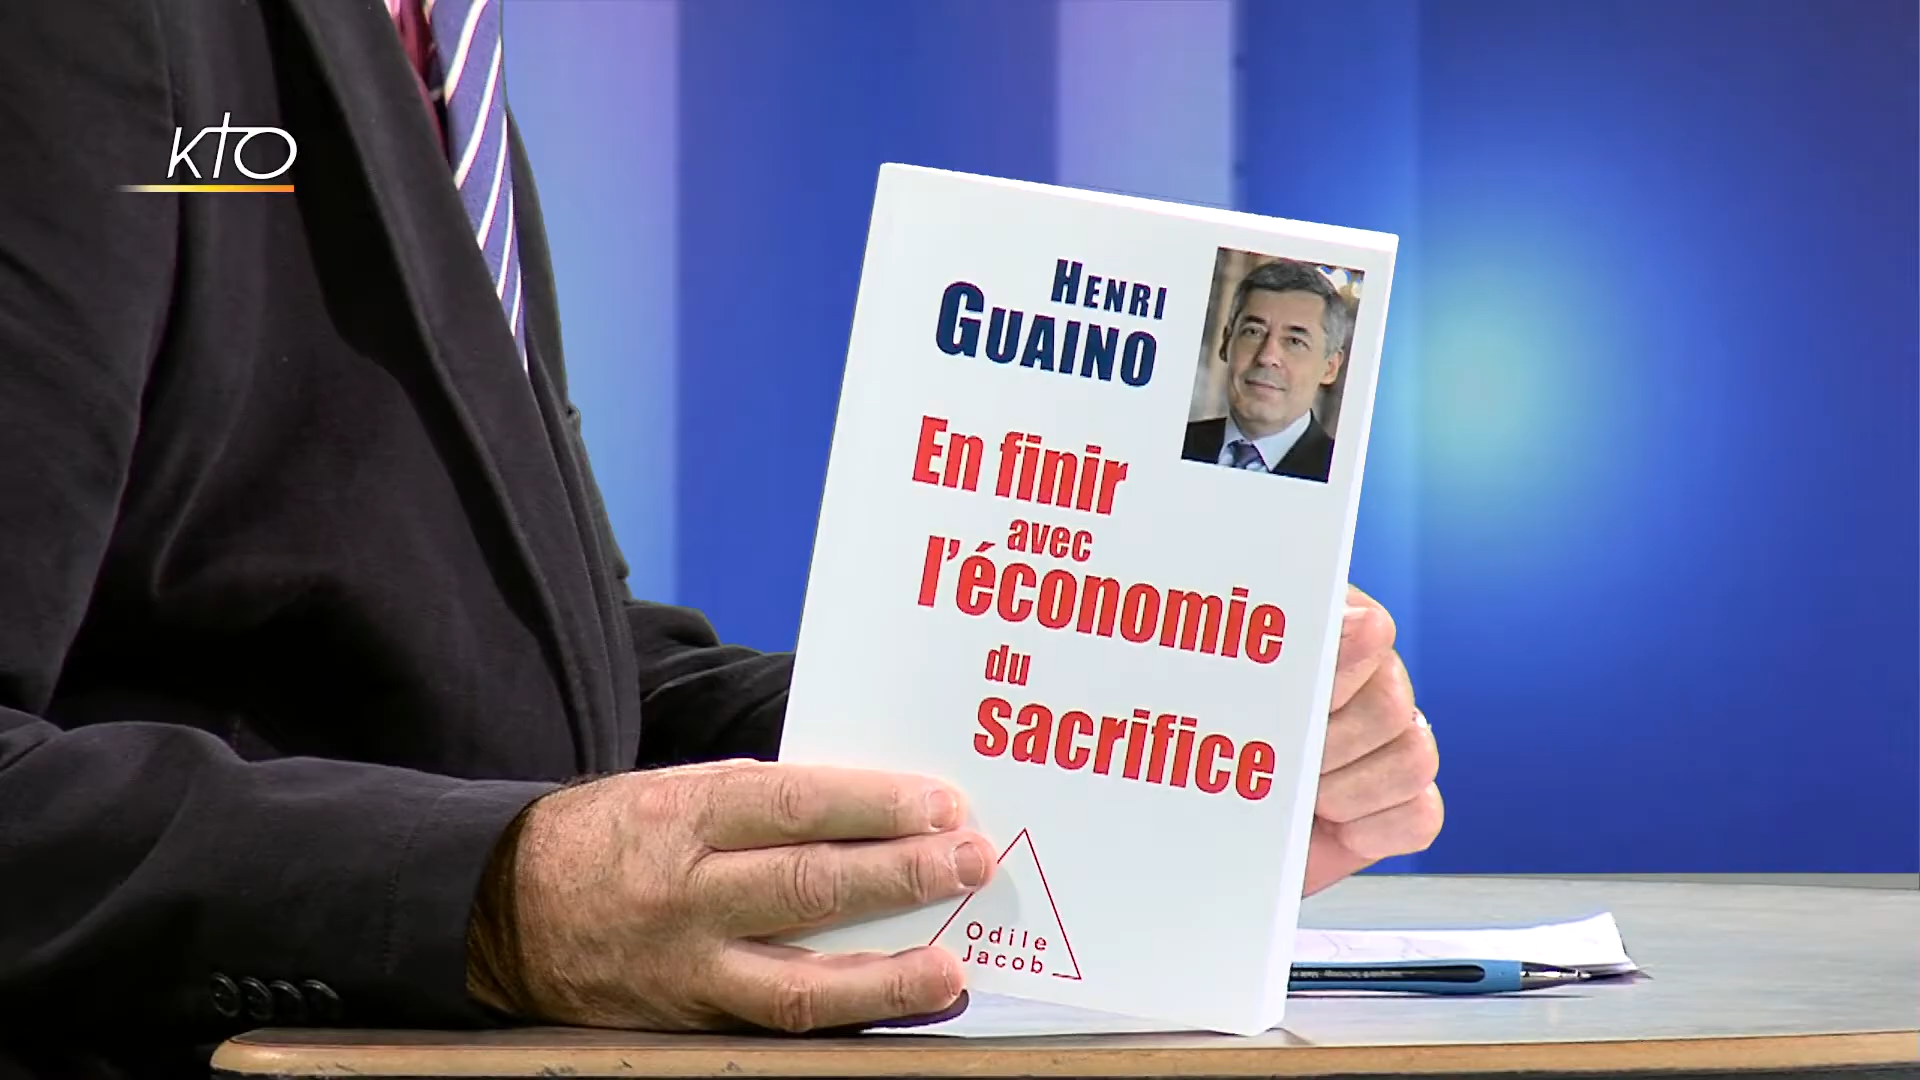 KTO
HENRI
GUAINO
En finir
avec
l'économie
du
sacrifice
Odile
Jacob